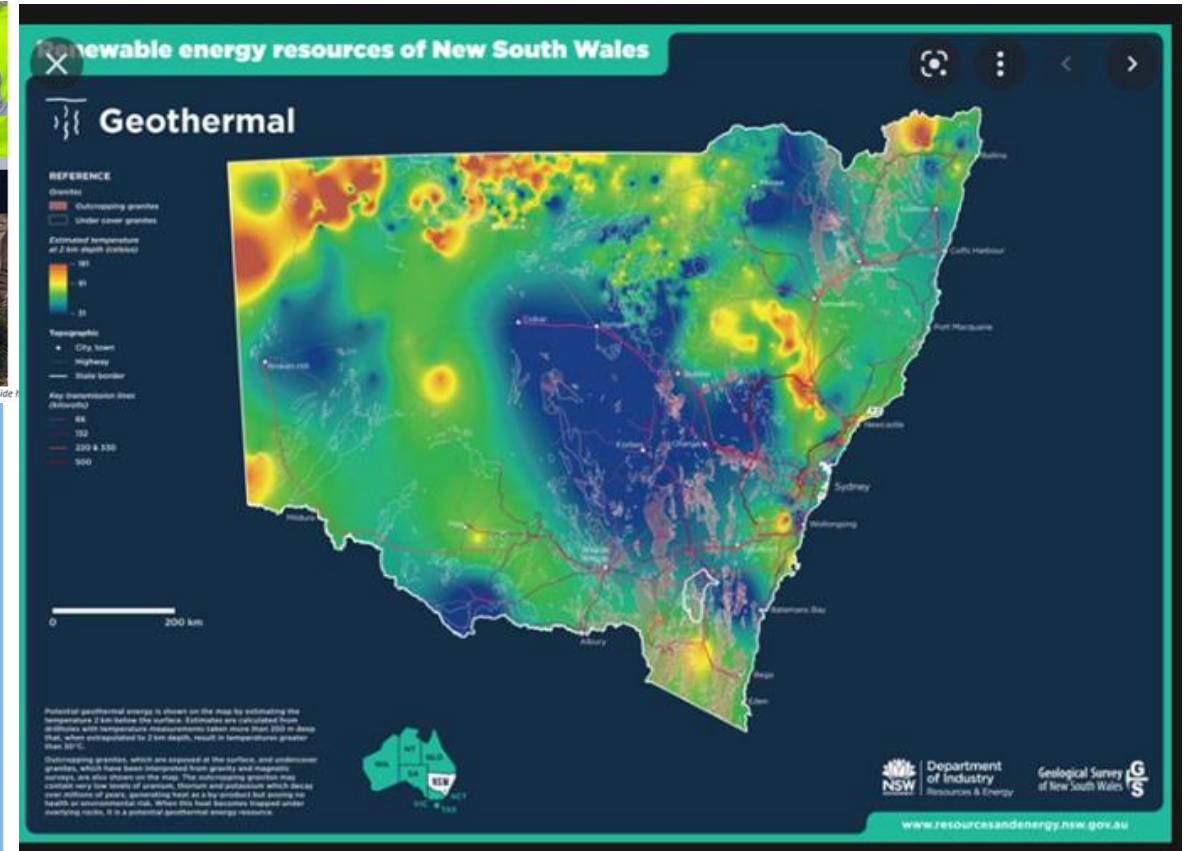 ide h
Renewable energy resources of New South Wales
Geothermal
REFERENCE
Granites
Outcropping granites
Under cover granites
Estimated temperature
at 2 km depth (celsius)
161
81
31
Topographic
City, town
Highway
State border
Key transmission lines
(kilovolts)
66
132
220 & 330
500
0 200 km
Ballina
Moree
Grafton
Coffs Harbour
Tamworth
Port Macquarie
Cobar
Dubbo
Broken Hill
Newcastle
Forbes
Orange
Sydney
Mildura
Hay
Wollongong
Wagga
Wagga
Batemans Bay
Albury
Bega
Eden
Potential geothermal energy is shown on the map by estimating the
temperature 2 km below the surface. Estimates are calculated from
drillholes with temperature measurements taken more than 250 m deep
that, when extrapolated to 2 km depth, result in temperatures greater
than 30°C.
Outcropping granites, which are exposed at the surface, and undercover
granites, which have been interpreted from gravity and magnetic
surveys, are also shown on the map. The outcropping granites may
contain very low levels of uranium, thorium and potassium which decay
over millions of years, generating heat as a by-product but posing no
health or environmental risk. When this heat becomes trapped under
overlying rocks, it is a potential geothermal energy resource.
WA
NT
QLD
SA
NSW
ACT
VIC
TAS
NSW
Department
of Industry
Resources & Energy
Geological Survey
of New South Wales
G
S
www.resourcesandenergy.nsw.gov.au